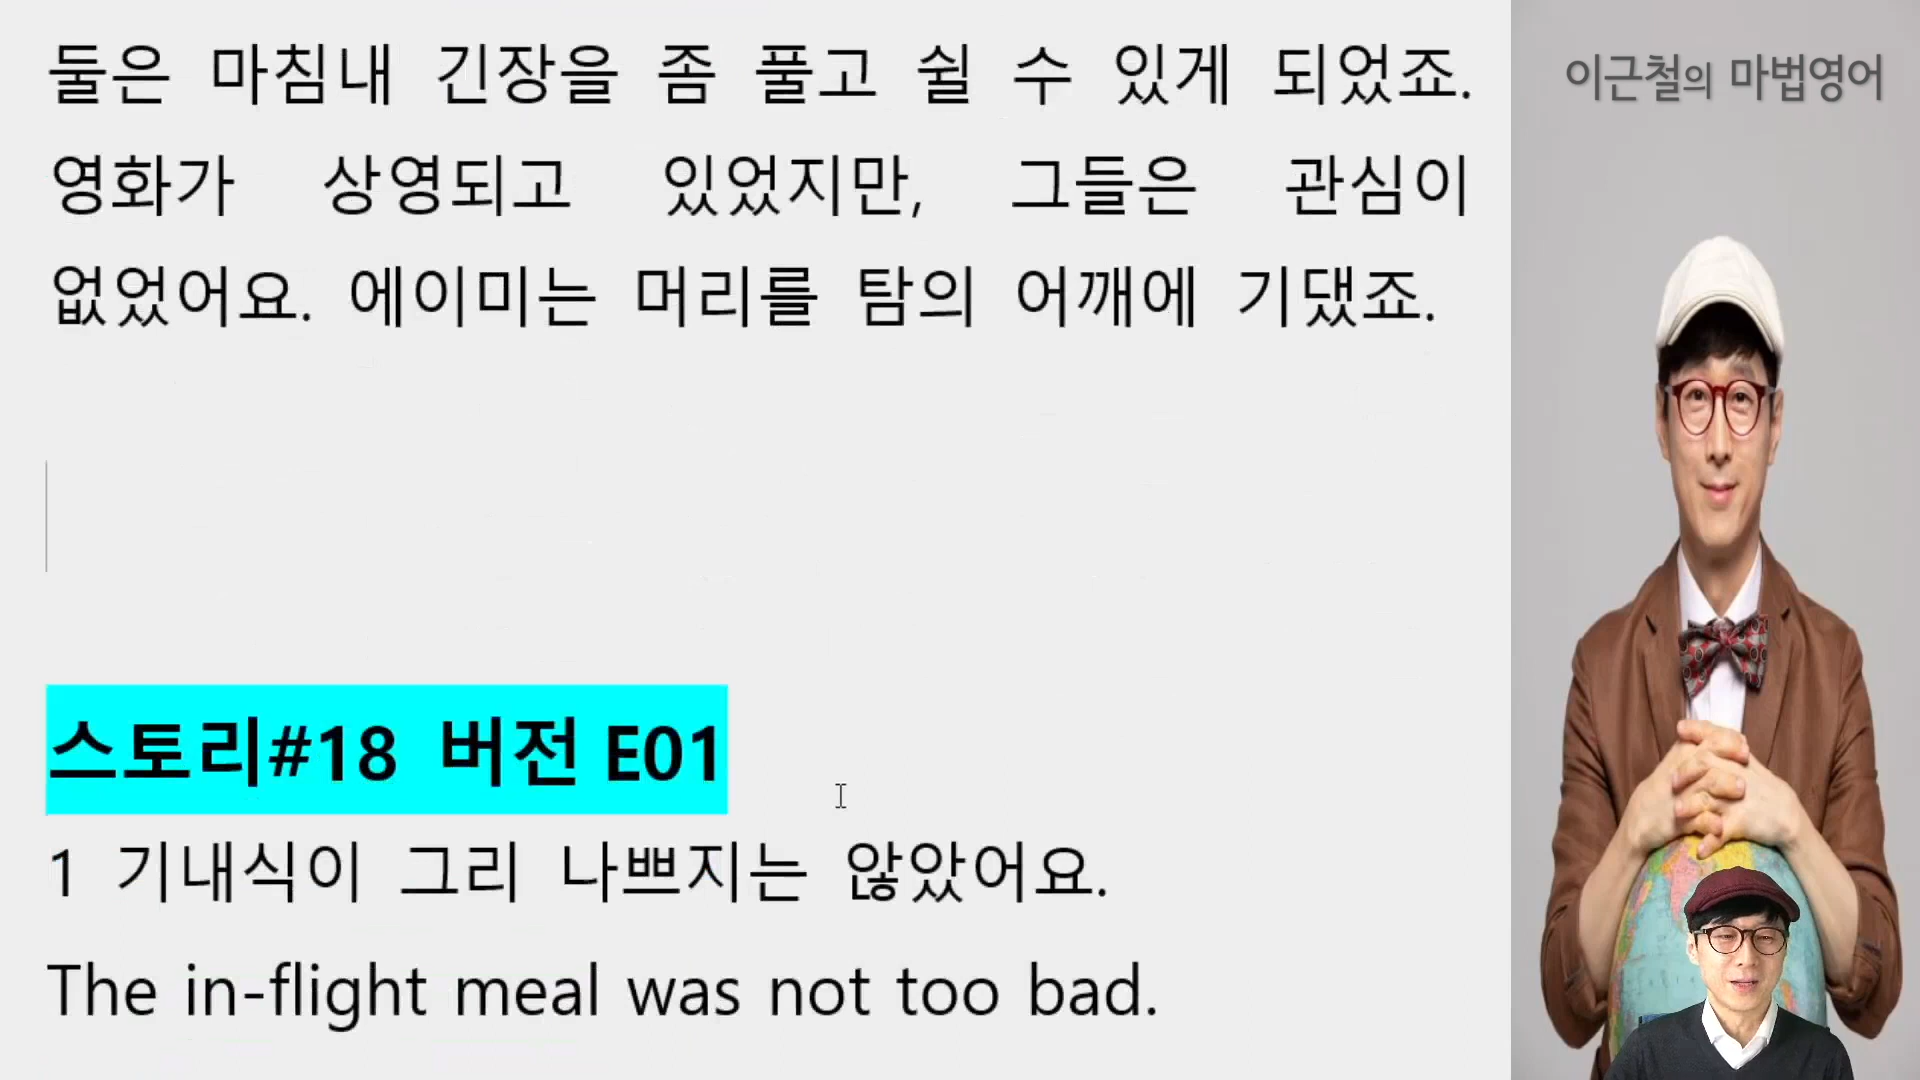 둘은 마침내 긴장을 좀 풀고 쉴 수 있게 되었죠.
영화가 상영되고 있었지만, 그들은 관심이
없었어요. 에이미는 머리를 탐의 어깨에 기댔죠.
스토리#18 버전 E01
1 기내식이 그리 나쁘지는 않았어요.
The in-flight meal was not too bad.
이근철의 마법영어